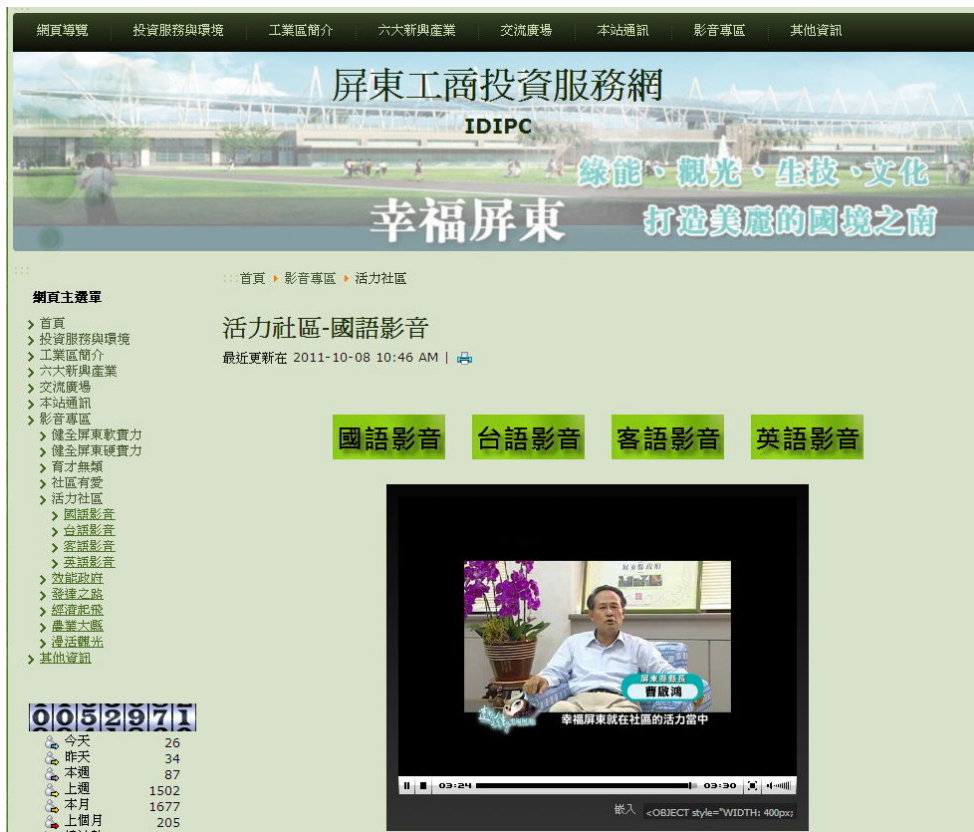 網頁導覽 投資服務與環境 工業區簡介 六大新興產業 交流廣場 本站通訊 影音專區 其他資訊
屏東工商投資服務網
IDIPC
綠能、觀光、生技、文化
幸福屏東 打造美麗的國境之南
:::
:::首頁 影音專區 活力社區
網頁主選單
首頁
投資服務與環境
工業區簡介
六大新興產業
交流廣場
本站通訊
影音專區
健全屏東軟實力
健全屏東硬實力
育才無類
社區有愛
活力社區
國語影音
台語影音
客語影音
英語影音
效能政府
發達之路
經濟起飛
農業大縣
漫活觀光
其他資訊
活力社區-國語影音
最近更新在 2011-10-08 10:46 AM |
國語影音 台語影音 客語影音 英語影音
屏東縣政府
屏東縣縣長
曹啟鴻
幸福屏東就在社區的活力當中
03:24 03:30
嵌入 <OBJECT style="WIDTH: 400px;
0052971
今天 26
昨天 34
本週 87
上週 1502
本月 1677
上個月 205